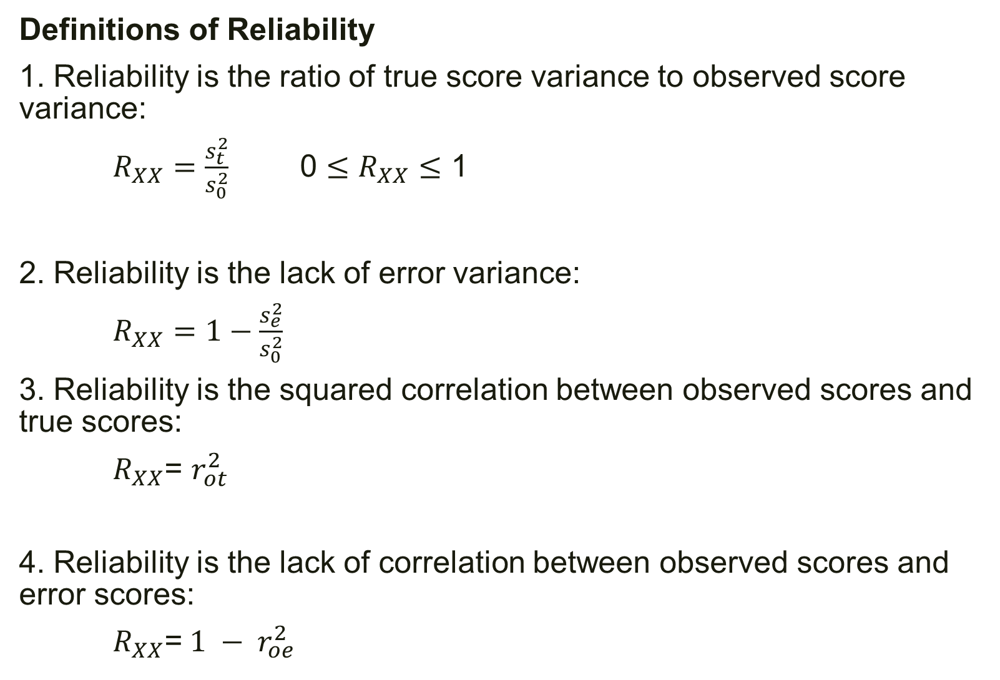 Definitions of Reliability
1. Reliability is the ratio of true score variance to observed score
variance:
$R_{XX} = \frac{s_t^2}{s_0^2}$ $0 \leq R_{XX} \leq 1$
2. Reliability is the lack of error variance:
$R_{XX} = 1 - \frac{s_e^2}{s_0^2}$
3. Reliability is the squared correlation between observed scores and
true scores:
$R_{XX} = r_{ot}^2$
4. Reliability is the lack of correlation between observed scores and
error scores:
$R_{XX} = 1 - r_{oe}^2$